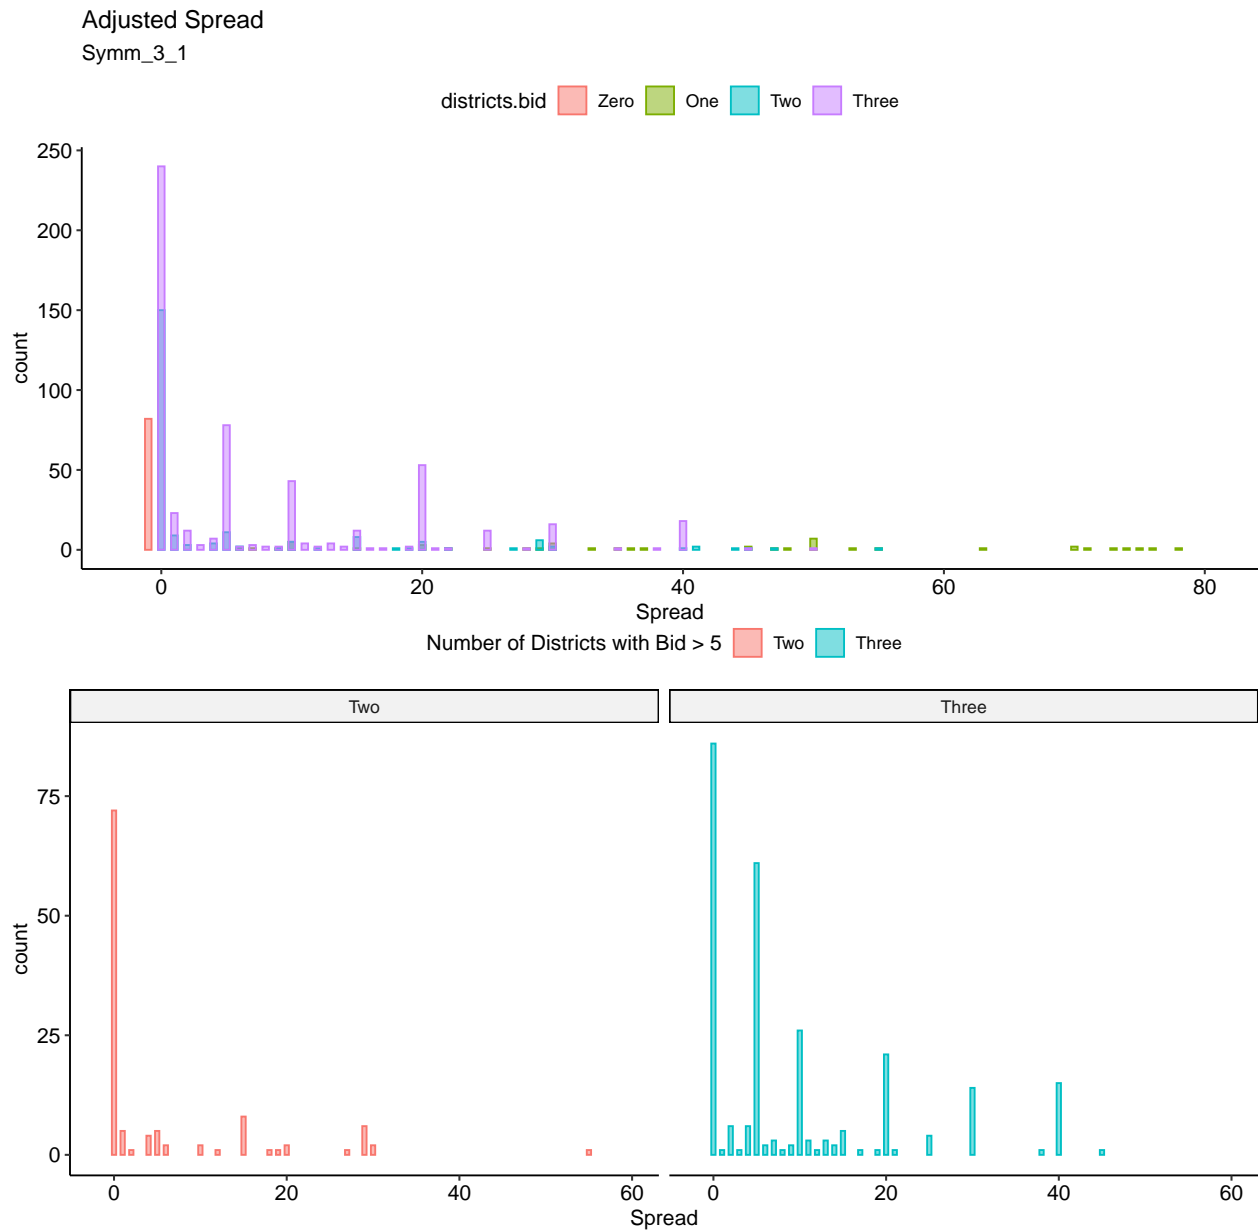 Adjusted Spread
Symm_3_1
districts.bid Zero One Two Three
250
200
150
100
50
0
count
0 20 40 60 80
Spread
Number of Districts with Bid > 5 Two Three
Two Three
75
50
25
0
count
0 20 40 60 0 20 40 60
Spread